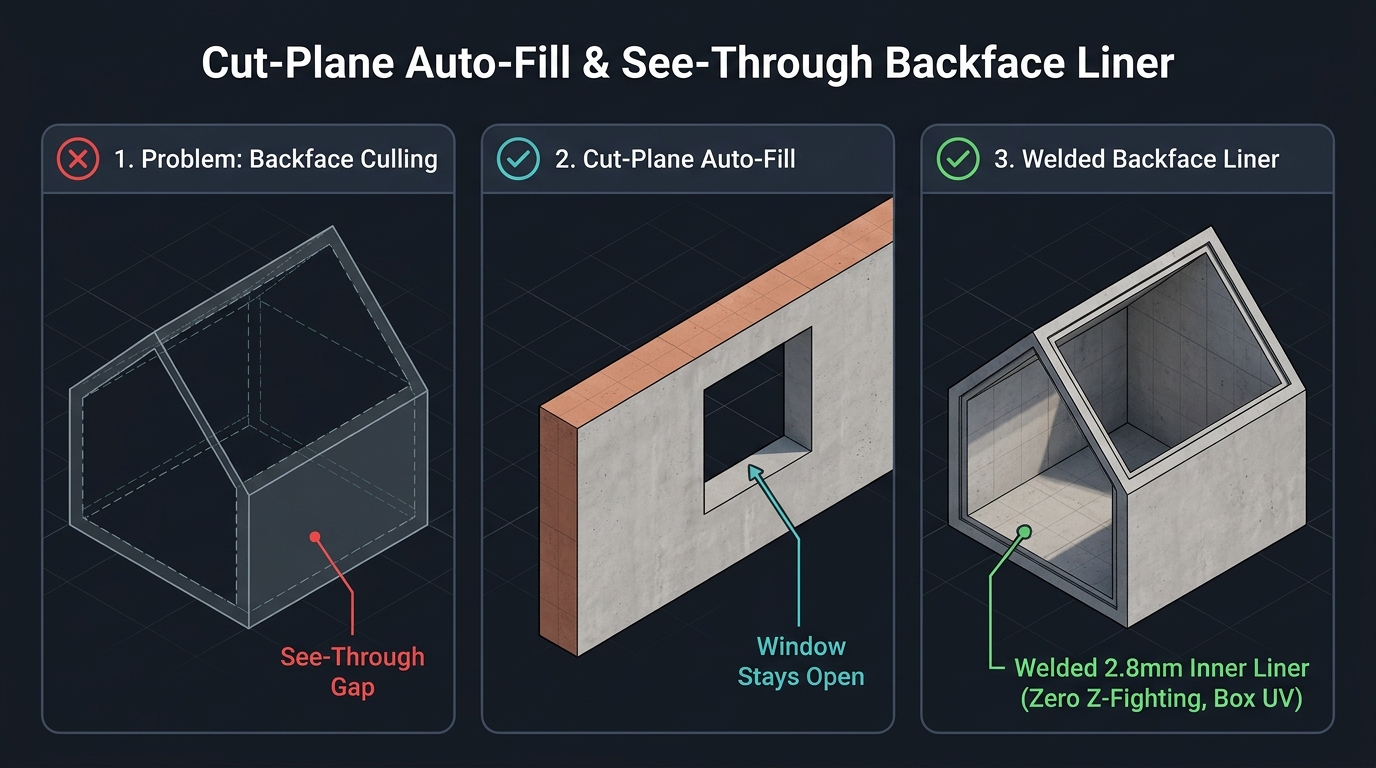 Cut-Plane Auto-Fill & See-Through Backface Liner
1. Problem: Backface Culling
See-Through
Gap
2. Cut-Plane Auto-Fill
Window
Stays Open
3. Welded Backface Liner
Welded 2.8mm Inner Liner
(Zero Z-Fighting, Box UV)